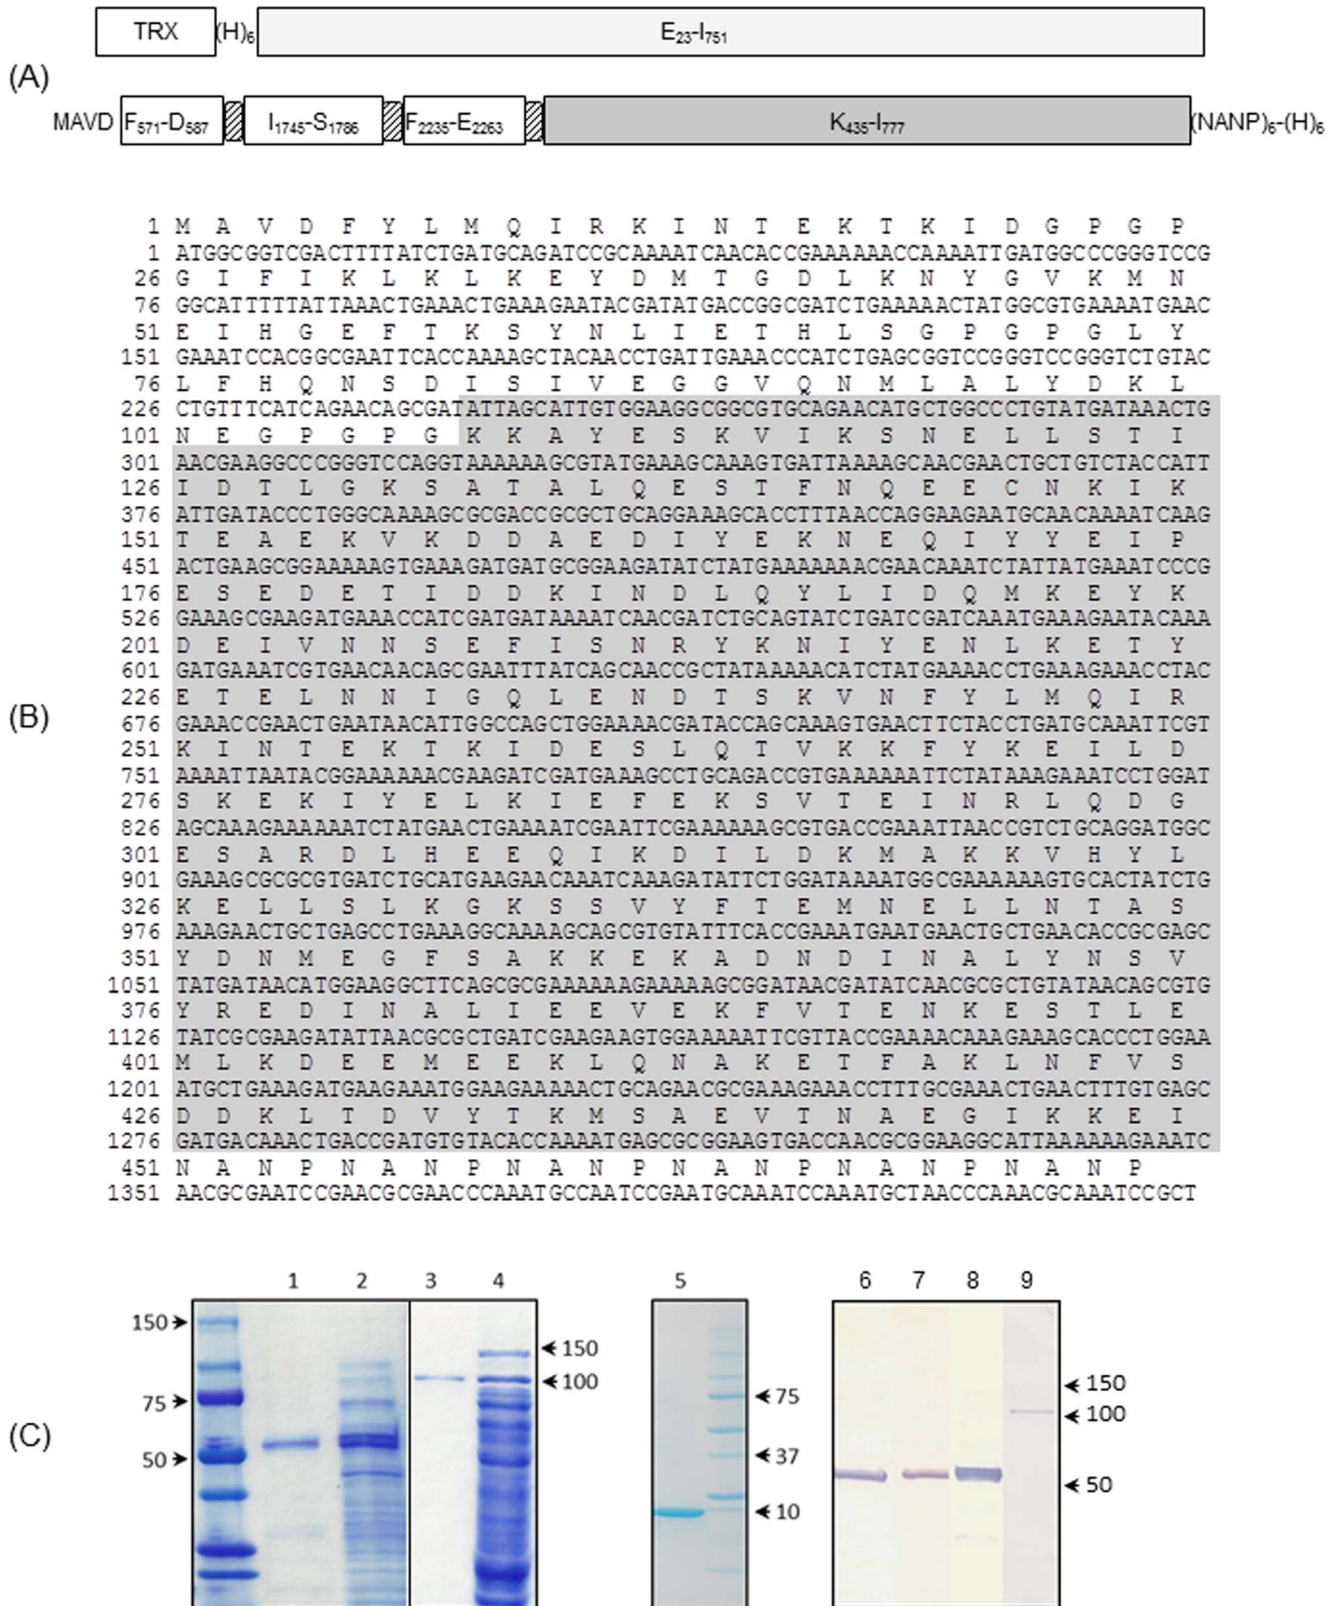 TRX (H)6 E23-I751
(A)
MAVD F571-D587 I1745-S1786 F2235-E2263 K435-I777 (NANP)6-(H)6
1 M A V D F Y L M Q I R K I N T E K T K I D G P G P
1 ATGGCGGTCGACTTTTATCTGATGCAGATCCGCAAAATCAACACCGAAAAAACCAAAATTGATGGCCCGGGTCCG
26 G I F I K L K L K E Y D M T G D L K N Y G V K M N
76 GGCATTTTTATTAAACTGAAACTGAAAGAATACGATATGACCGGCGATCTGAAAAACTATGGCGTGAAAATGAAC
51 E I H G E F T K S Y N L I E T H L S G P G P G L Y
151 GAAATCCACGGCGAATTCACCAAAAGCTACAACCTGATTGAAACCCATCTGAGCGGTCCGGGTCCGGGTCTGTAC
76 L F H Q N S D I S I V E G G V Q N M L A L Y D K L
226 CTGTTTCATCAGAACAGCGATATTAGCATTGTGGAAGGCGGCGTGCAGAACATGCTGGCCCTGTATGATAAACTG
101 N E G P G P G K K A Y E S K V I K S N E L L S T I
301 AACGAAGGCCCGGGTCCAGGTAAAAAAGCGTATGAAAGCAAAGTGATTAAAAGCAACGAACTGCTGTCTACCATT
126 I D T L G K S A T A L Q E S T F N Q E E C N K I K
376 ATTGATACCCTGGGCAAAAGCGCGACCGCGCTGCAGGAAAGCACCTTTAACCAGGAAGAATGCAACAAAATCAAG
151 T E A E K V K D D A E D I Y E K N E Q I Y Y E I P
451 ACTGAAGCGGAAAAAGTGAAAGATGATGCGGAAGATATCTATGAAAAAAACGAACAAATCTATTATGAAATCCCG
176 E S E D E T I D D K I N D L Q Y L I D Q M K E Y K
526 GAAAGCGAAGATGAAACCATCGATGATAAAATCAACGATCTGCAGTATCTGATCGATCAAATGAAAGAATACAAA
201 D E I V N N S E F I S N R Y K N I Y E N L K E T Y
601 GATGAAATCGTGAACAACAGCGAATTTATCAGCAACCGCTATAAAAACATCTATGAAAACCTGAAAGAAACCTAC
226 E T E L N N I G Q L E N D T S K V N F Y L M Q I R
676 GAAACCGAACTGAATAACATTGGCCAGCTGGAAAACGATACCAGCAAAGTGAACTTCTACCTGATGCAAATTCGT
251 K I N T E K T K I D E S L Q T V K K F Y K E I L D
751 AAAATTAATACGGAAAAAACGAAGATCGATGAAAGCCTGCAGACCGTGAAAAAATTCTATAAAGAAATCCTGGAT
276 S K E K I Y E L K I E F E K S V T E I N R L Q D G
826 AGCAAAGAAAAAATCTATGAACTGAAAATCGAATTCGAAAAAAGCGTGACCGAAATTAACCGTCTGCAGGATGGC
301 E S A R D L H E E Q I K D I L D K M A K K V H Y L
901 GAAAGCGCGCGTGATCTGCATGAAGAACAAATCAAAGATATTCTGGATAAAATGGCGAAAAAAGTGCACTATCTG
326 K E L L S L K G K S S V Y F T E M N E L L N T A S
976 AAAGAACTGCTGAGCCTGAAAGGCAAAAGCAGCGTGTATTTCACCGAAATGAATGAACTGCTGAACACCGCGAGC
351 Y D N M E G F S A K K E K A D N D I N A L Y N S V
1051 TATGATAACATGGAAGGCTTCAGCGCGAAAAAAGAAAAAGCGGATAACGATATCAACGCGCTGTATAACAGCGTG
376 Y R E D I N A L I E E V E K F V T E N K E S T L E
1126 TATCGCGAAGATATTAACGCGCTGATCGAAGAAGTGGAAAAATTCGTTACCGAAAACAAAGAAAGCACCCTGGAA
401 M L K D E E M E E K L Q N A K E T F A K L N F V S
1201 ATGCTGAAAGATGAAGAAATGGAAGAAAAACTGCAGAACGCGAAAGAAACCTTTGCGAAACTGAACTTTGTGAGC
426 D D K L T D V Y T K M S A E V T N A E G I K K E I
1276 GATGACAAACTGACCGATGTGTACACCAAAATGAGCGCGGAAGTGACCAACGCGGAAGGCATTAAAAAAGAAATC
451 N A N P N A N P N A N P N A N P N A N P N A N P
1351 AACGCGAATCCGAACGCGAACCCAAATGCCAATCCGAATGCAAATCCAAATGCTAACCCAAACGCAAATCCGCT
(B)
1 2 3 4 5 6 7 8 9
150 150 150
100 75 100
75 37 50
50 10
(C)